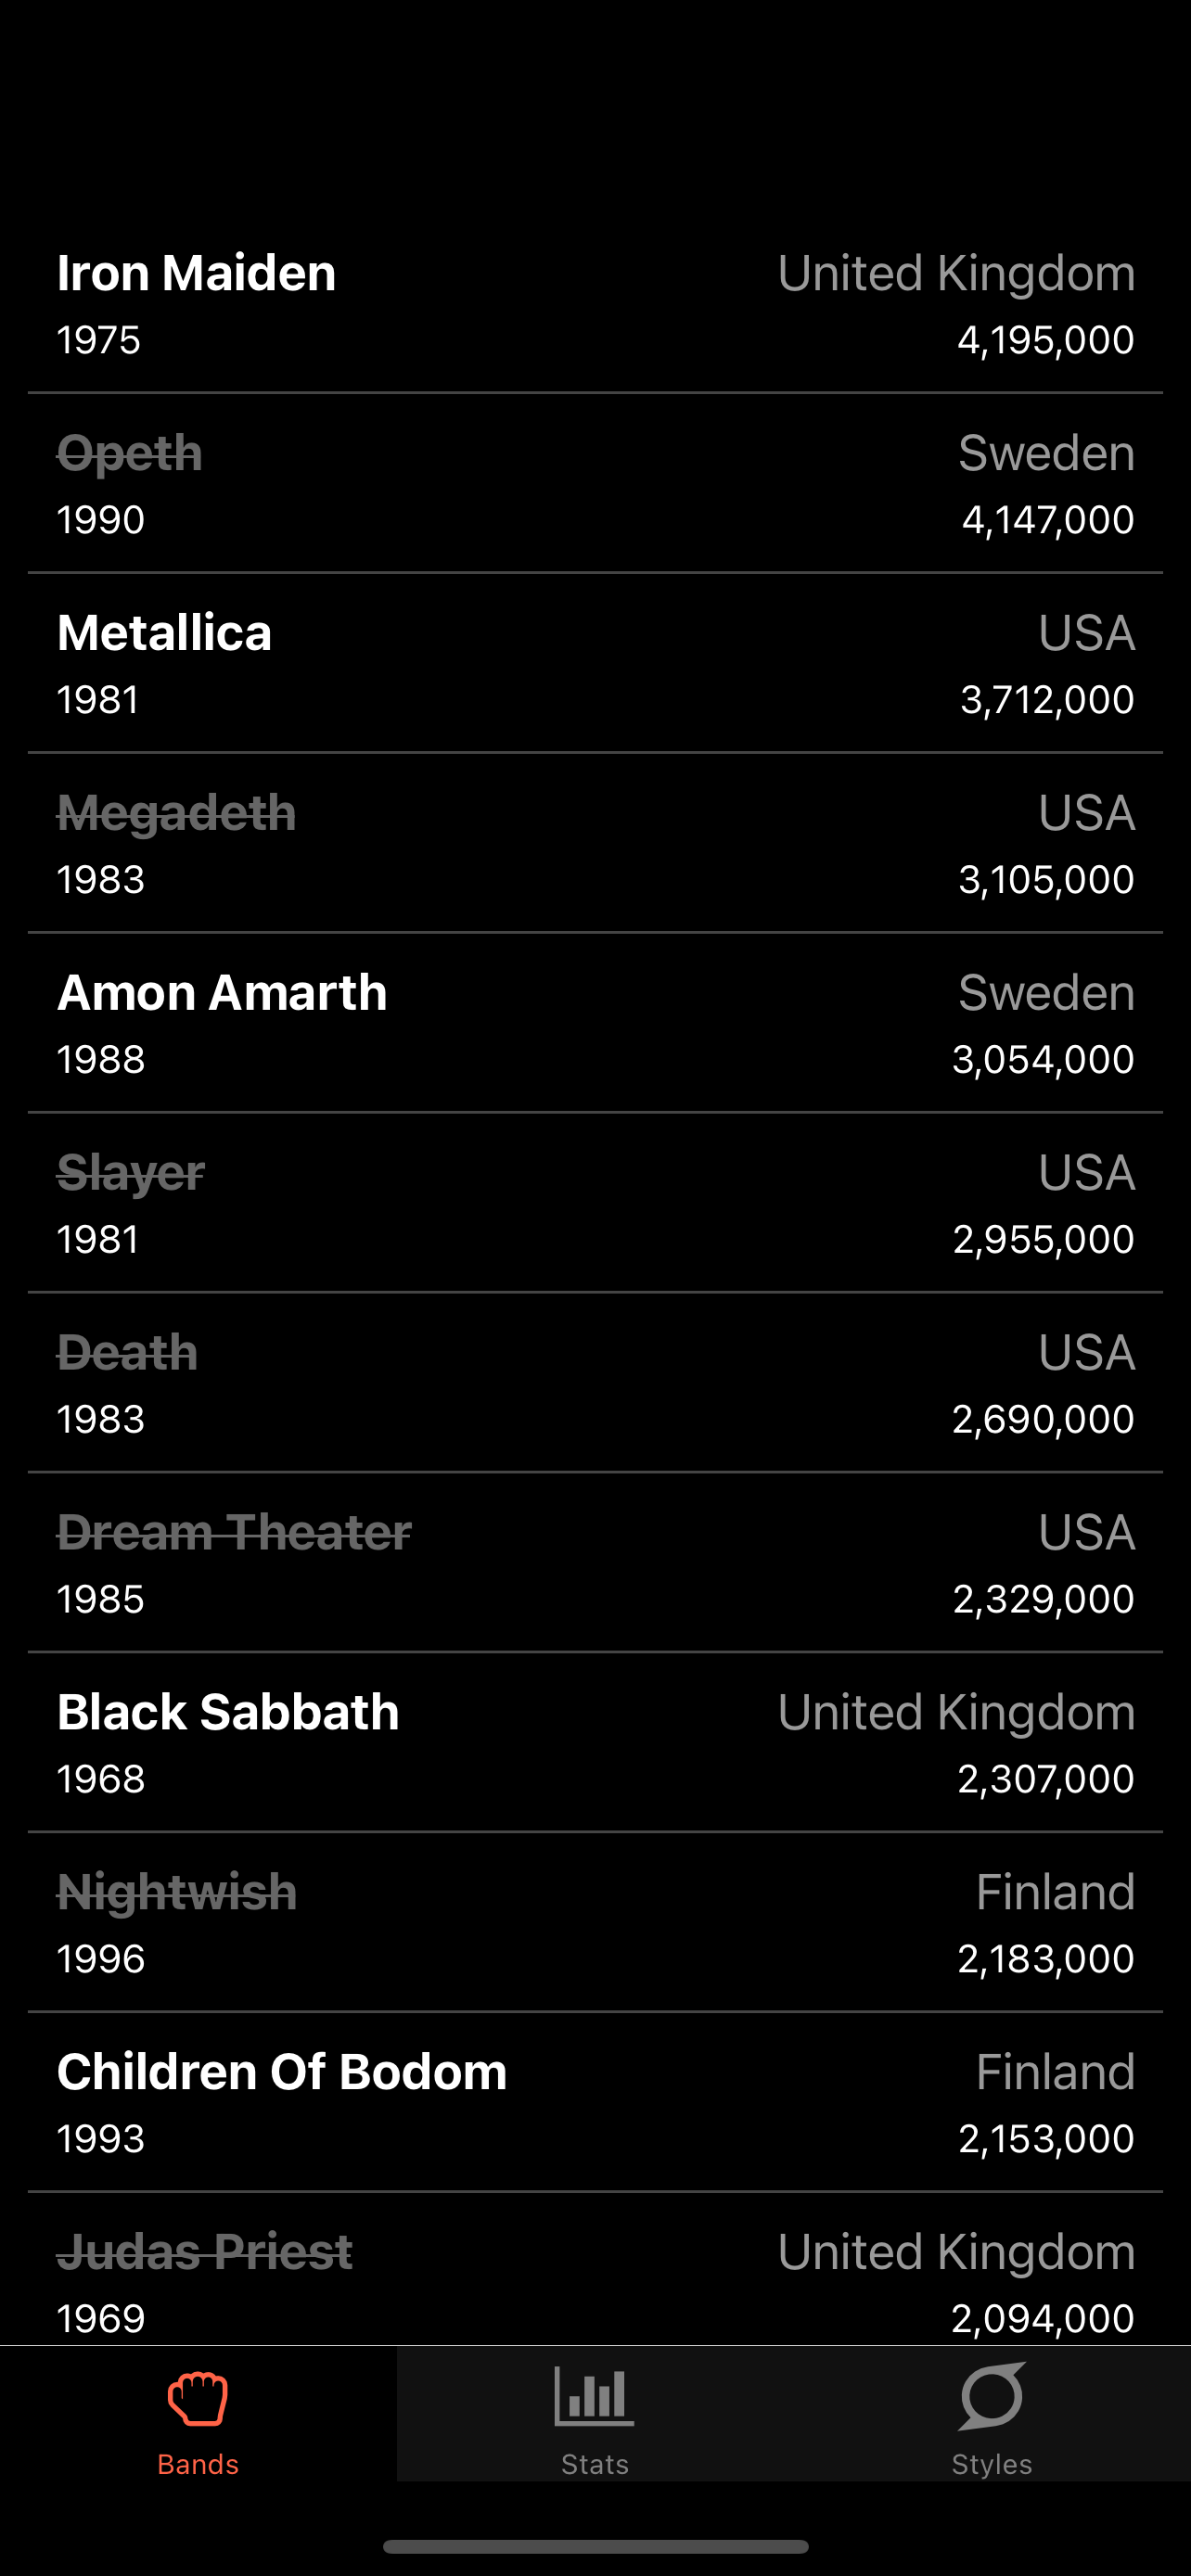 Iron Maiden United Kingdom
1975 4,195,000
Opeth Sweden
1990 4,147,000
Metallica USA
1981 3,712,000
Megadeth USA
1983 3,105,000
Amon Amarth Sweden
1988 3,054,000
Slayer USA
1981 2,955,000
Death USA
1983 2,690,000
Dream Theater USA
1985 2,329,000
Black Sabbath United Kingdom
1968 2,307,000
Nightwish Finland
1996 2,183,000
Children Of Bodom Finland
1993 2,153,000
Judas Priest United Kingdom
1969 2,094,000
Bands Stats Styles